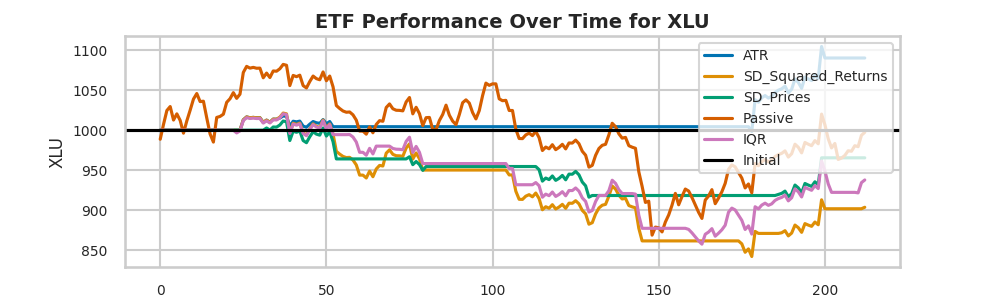 ETF Performance Over Time for XLU
XLU
1100
1050
1000
950
900
850
0
50
100
150
200
ATR
SD_Squared_Returns
SD_Prices
Passive
IQR
Initial